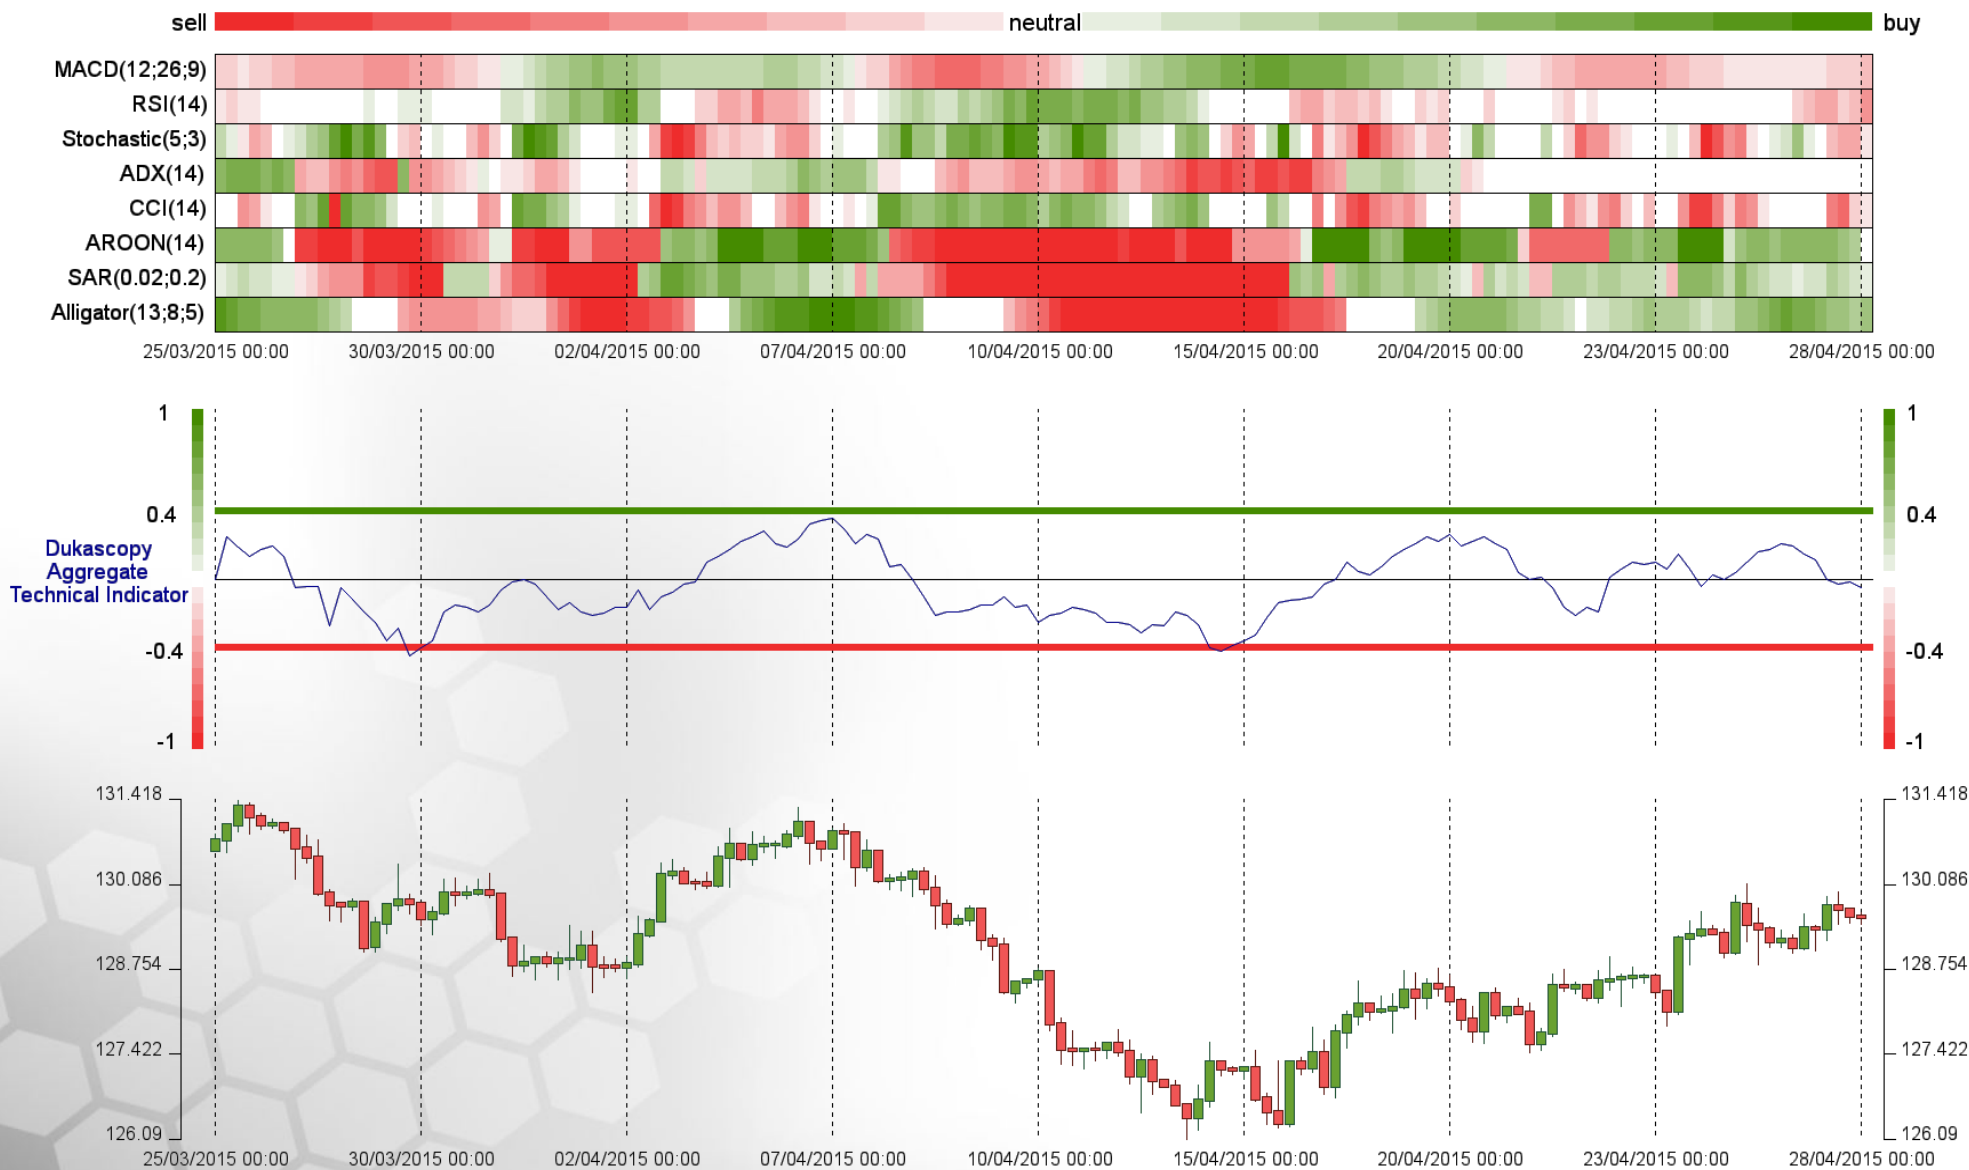 sell neutral buy
MACD(12;26;9)
RSI(14)
Stochastic(5;3)
ADX(14)
CCI(14)
AROON(14)
SAR(0.02;0.2)
Alligator(13;8;5)
25/03/2015 00:00 30/03/2015 00:00 02/04/2015 00:00 07/04/2015 00:00 10/04/2015 00:00 15/04/2015 00:00 20/04/2015 00:00 23/04/2015 00:00 28/04/2015 00:00
1 1
0.4 0.4
Dukascopy
Aggregate
Technical Indicator
-0.4 -0.4
-1 -1
131.418 131.418
130.086 130.086
128.754 128.754
127.422 127.422
126.09 126.09
25/03/2015 00:00 30/03/2015 00:00 02/04/2015 00:00 07/04/2015 00:00 10/04/2015 00:00 15/04/2015 00:00 20/04/2015 00:00 23/04/2015 00:00 28/04/2015 00:00